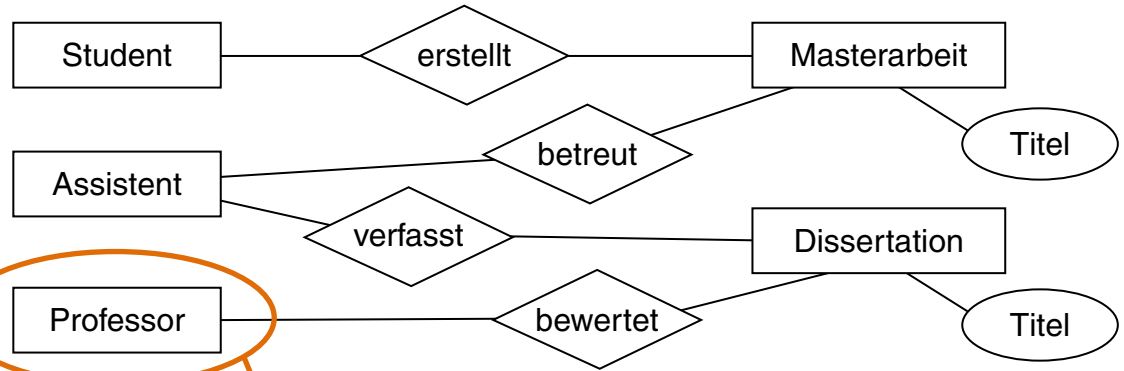 Student
erstellt
Masterarbeit
Titel
betreut
Assistent
verfasst
Dissertation
Professor
bewertet
Titel